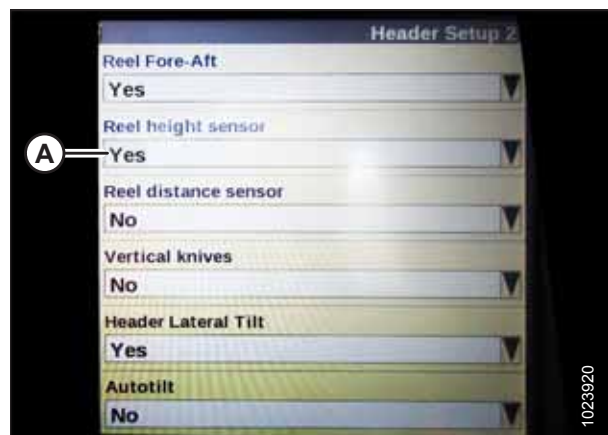 Header Setup 2
Reel Fore-Aft
Yes
Reel height sensor
A
Yes
Reel distance sensor
No
Vertical knives
No
Header Lateral Tilt
Yes
Autotilt
No
1023920